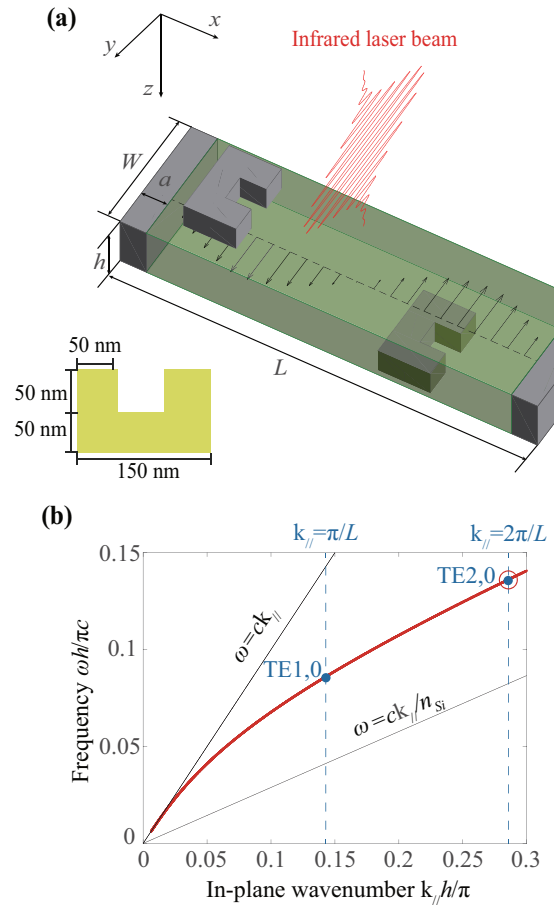 (a)
Infrared laser beam
x
y
z
W
a
h
L
50 nm
50 nm
50 nm
150 nm
(b)
k//=π/L
k//=2π/L
0.15
TE2,0
ω=ck//
0.1
TE1,0
Frequency ωh/πc
ω=ck///nSi
0.05
0
0 0.05 0.1 0.15 0.2 0.25 0.3
In-plane wavenumber k//h/π